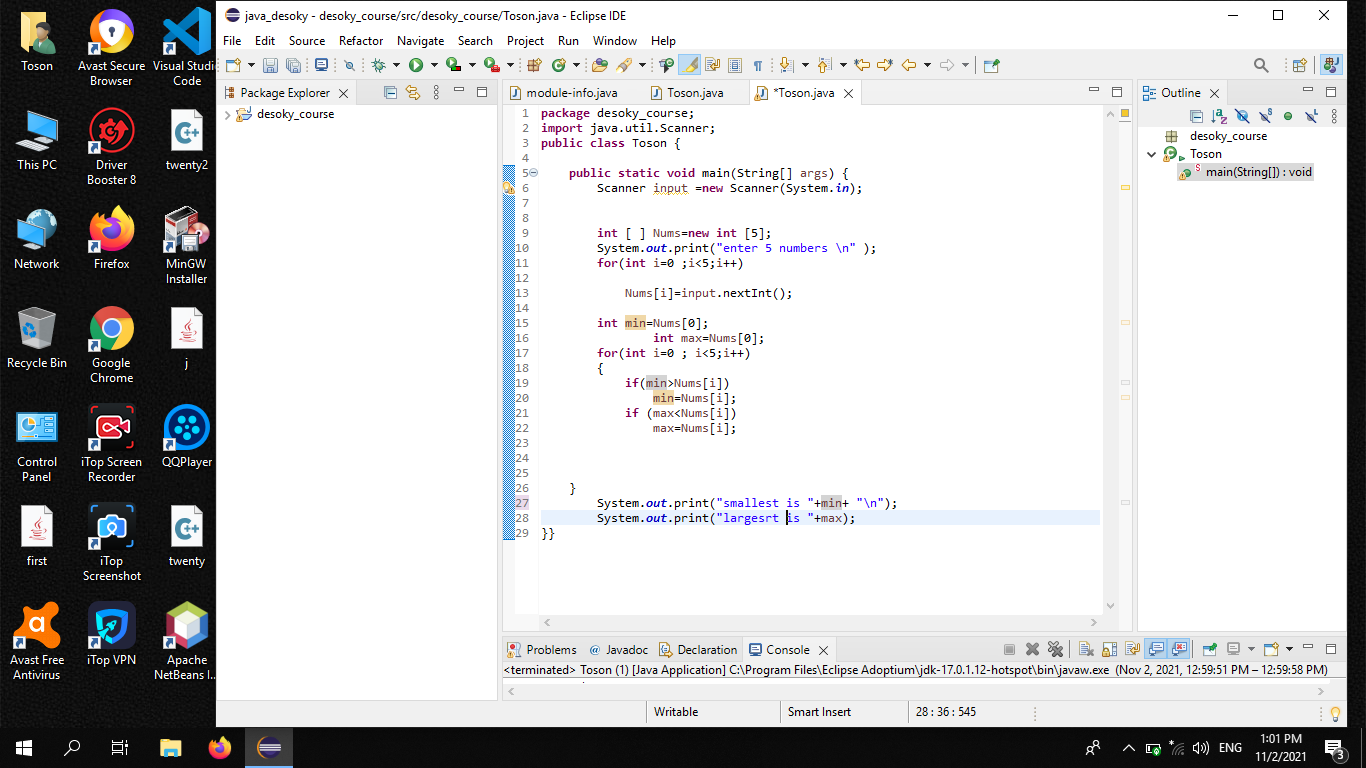 java_desoky - desoky_course/src/desoky_course/Toson.java - Eclipse IDE
File Edit Source Refactor Navigate Search Project Run Window Help
Toson
Avast Secure Browser
Visual Studi Code
This PC
Driver Booster 8
twenty2
Network
Firefox
MinGW Installer
Recycle Bin
Google Chrome
j
Control Panel
iTop Screen Recorder
QQPlayer
first
iTop Screenshot
twenty
Avast Free Antivirus
iTop VPN
Apache NetBeans I...
Package Explorer
desoky_course
module-info.java Toson.java *Toson.java
1 package desoky_course;
2 import java.util.Scanner;
3 public class Toson {
4
5 public static void main(String[] args) {
6 Scanner input =new Scanner(System.in);
7
8
9 int [ ] Nums=new int [5];
10 System.out.print("enter 5 numbers \n" );
11 for(int i=0 ;i<5;i++)
12
13 Nums[i]=input.nextInt();
14
15 int min=Nums[0];
16 int max=Nums[0];
17 for(int i=0 ; i<5;i++)
18 {
19 if(min>Nums[i])
20 min=Nums[i];
21 if (max<Nums[i])
22 max=Nums[i];
23
24
25
26 }
27 System.out.print("smallest is "+min+ "\n");
28 System.out.print("largesrt is "+max);
29 }}
Outline
desoky_course
Toson
main(String[]) : void
Problems @ Javadoc Declaration Console
<terminated> Toson (1) [Java Application] C:\Program Files\Eclipse Adoptium\jdk-17.0.1.12-hotspot\bin\javaw.exe (Nov 2, 2021, 12:59:51 PM – 12:59:58 PM)
Writable Smart Insert 28 : 36 : 545
ENG
1:01 PM
11/2/2021
3